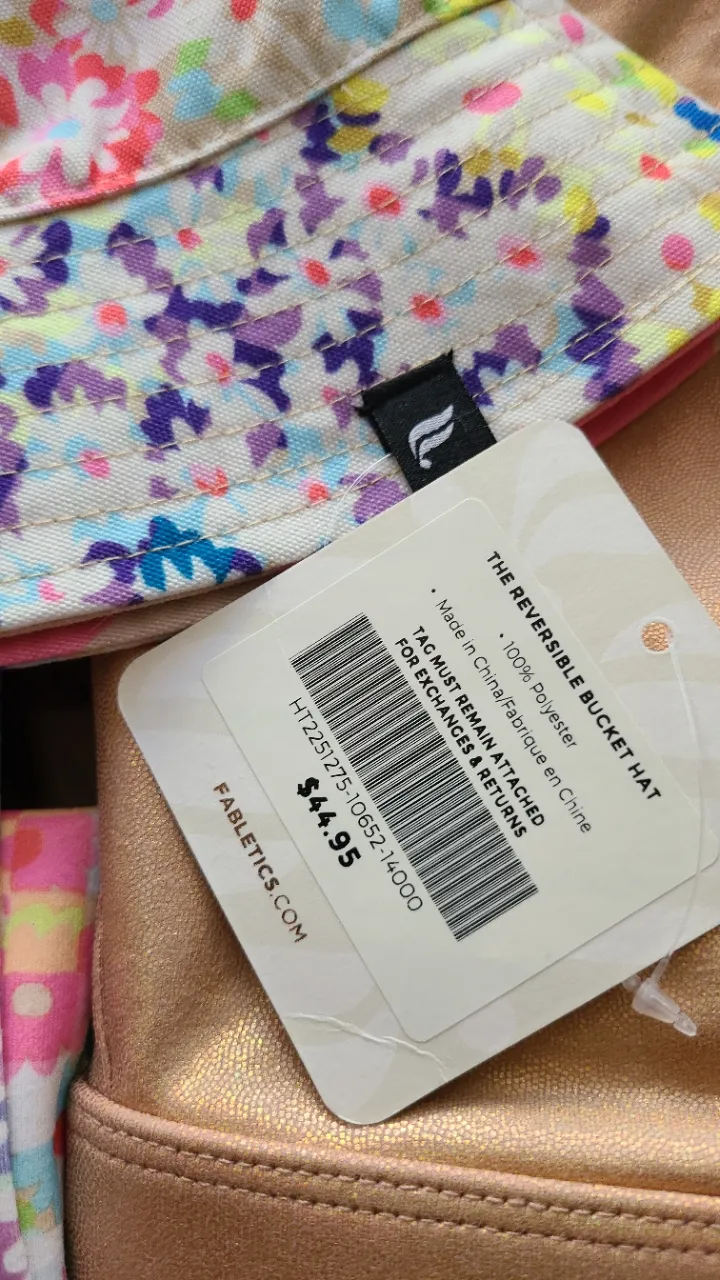 THE REVERSIBLE BUCKET HAT
• 100% Polyester
• Made in China/Fabrique en Chine
TAG MUST REMAIN ATTACHED
FOR EXCHANGES & RETURNS
HT2251275-10652-14000
$44.95
FABLETICS.COM